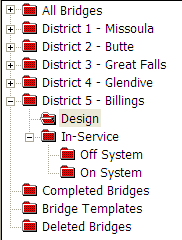 All Bridges
District 1 - Missoula
District 2 - Butte
District 3 - Great Falls
District 4 - Glendive
District 5 - Billings
Design
In-Service
Off System
On System
Completed Bridges
Bridge Templates
Deleted Bridges